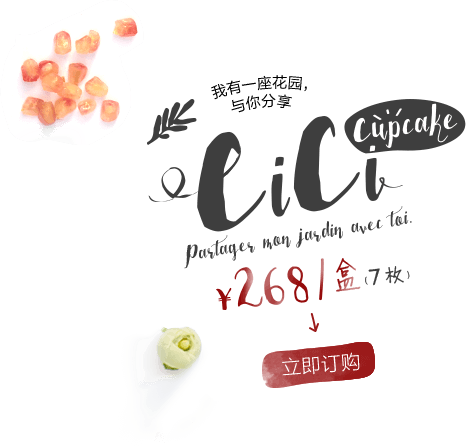 我有一座花园,
与你分享
Cupcake
CiCi
Partager mon jardin avec toi.
¥268/盒(7枚)
立即订购